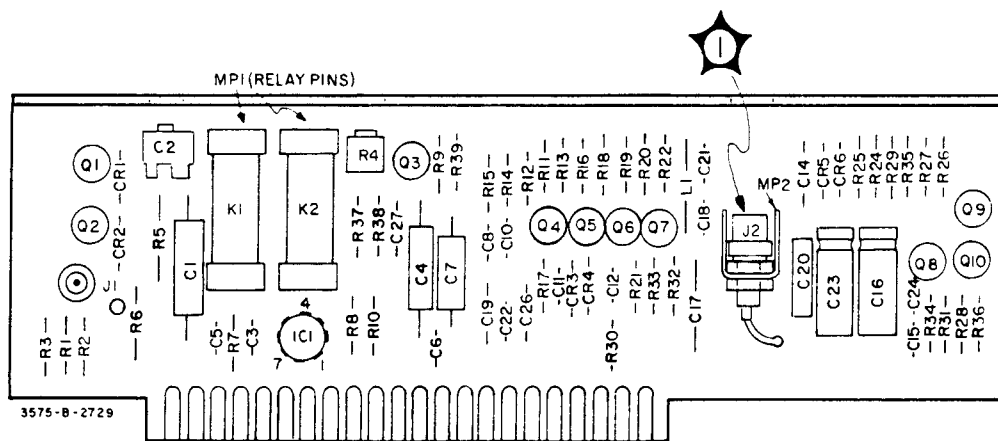 1
MP1 (RELAY PINS)
C2
R4
Q1
CR1
Q3
R9
R39
R15
R14
R12
R11
R13
R16
R18
R19
R20
R22
L1
C21
MP2
C14
CR5
CR6
R25
R24
R29
R35
R27
R26
K1
K2
Q2
CR2
R5
C1
R37
R38
C27
C4
C7
C8
C10
Q4
Q5
Q6
Q7
C18
J2
Q9
J1
R6
R3
R1
R2
C5
R7
C3
4
IC1
7
1
R8
R10
C6
C19
C22
C26
R17
C11
CR3
CR4
C12
R21
R33
R32
R30
C17
C20
C23
C16
Q8
Q10
C24
C15
R34
R31
R28
R36
3575-B-2729